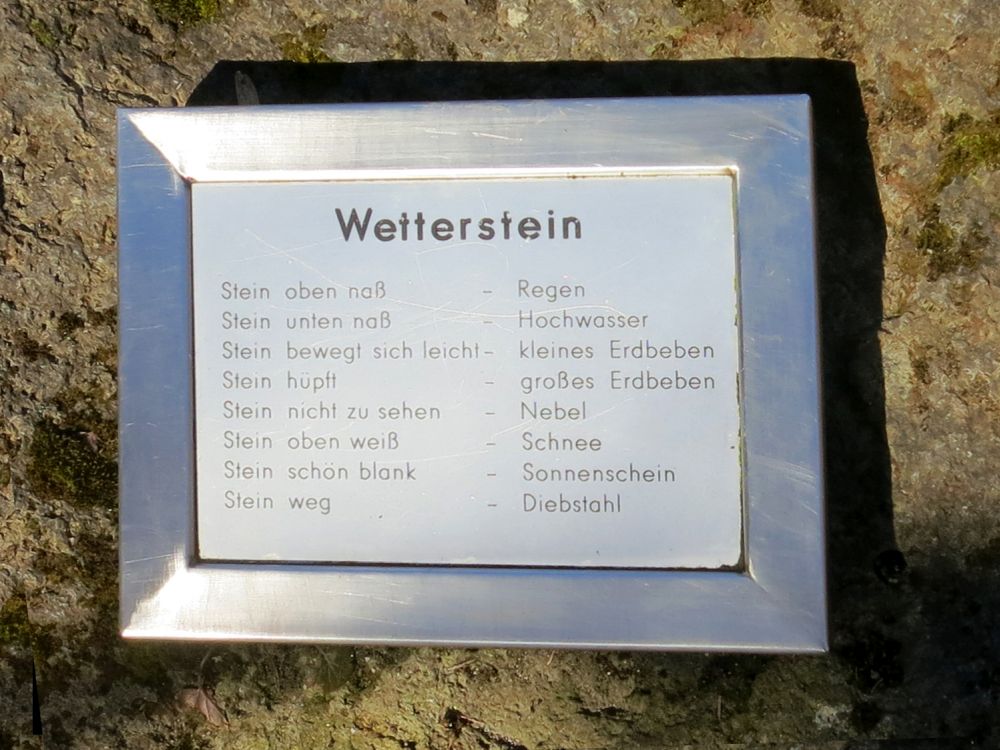 Wetterstein
Stein oben naß - Regen
Stein unten naß - Hochwasser
Stein bewegt sich leicht- kleines Erdbeben
Stein hüpft - großes Erdbeben
Stein nicht zu sehen - Nebel
Stein oben weiß - Schnee
Stein schön blank - Sonnenschein
Stein weg - Diebstahl